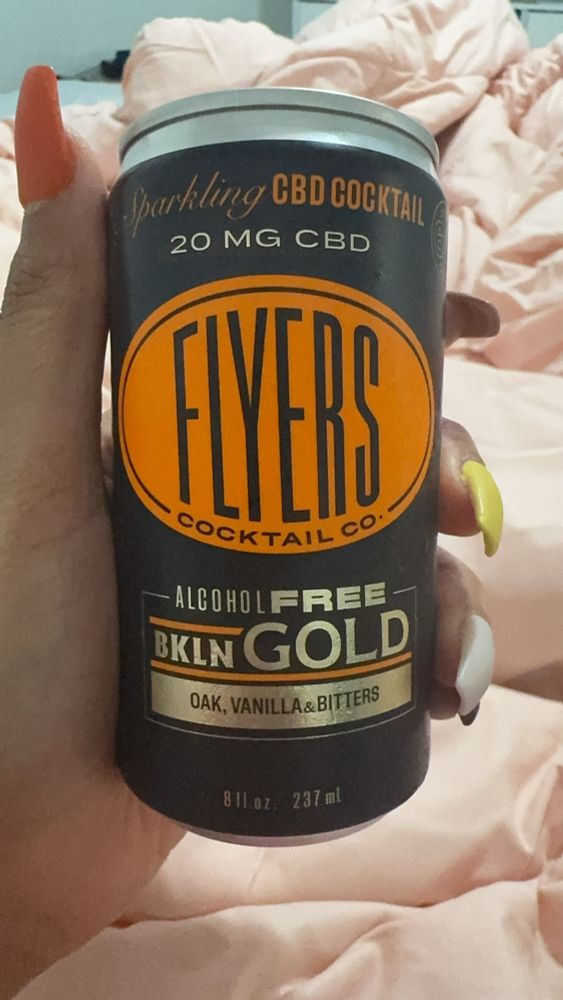 Sparkling CBD COCKTAIL
20 MG CBD
FLYERS
COCKTAIL CO.
ALCOHOL FREE
BKLN GOLD
OAK, VANILLA & BITTERS
8 fl.oz. 237 ml